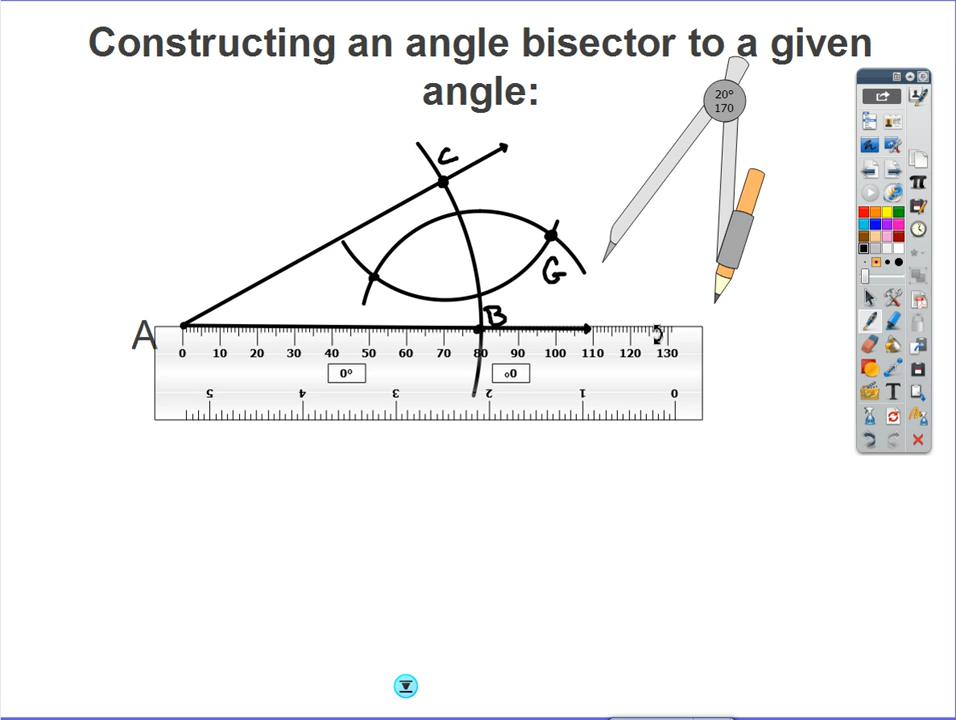 Constructing an angle bisector to a given
angle:
20°
170
C
G
B
A
0 10 20 30 40 50 60 70 80 90 100 110 120 130
0° 0°
5 4 3 2 1 0
π
T